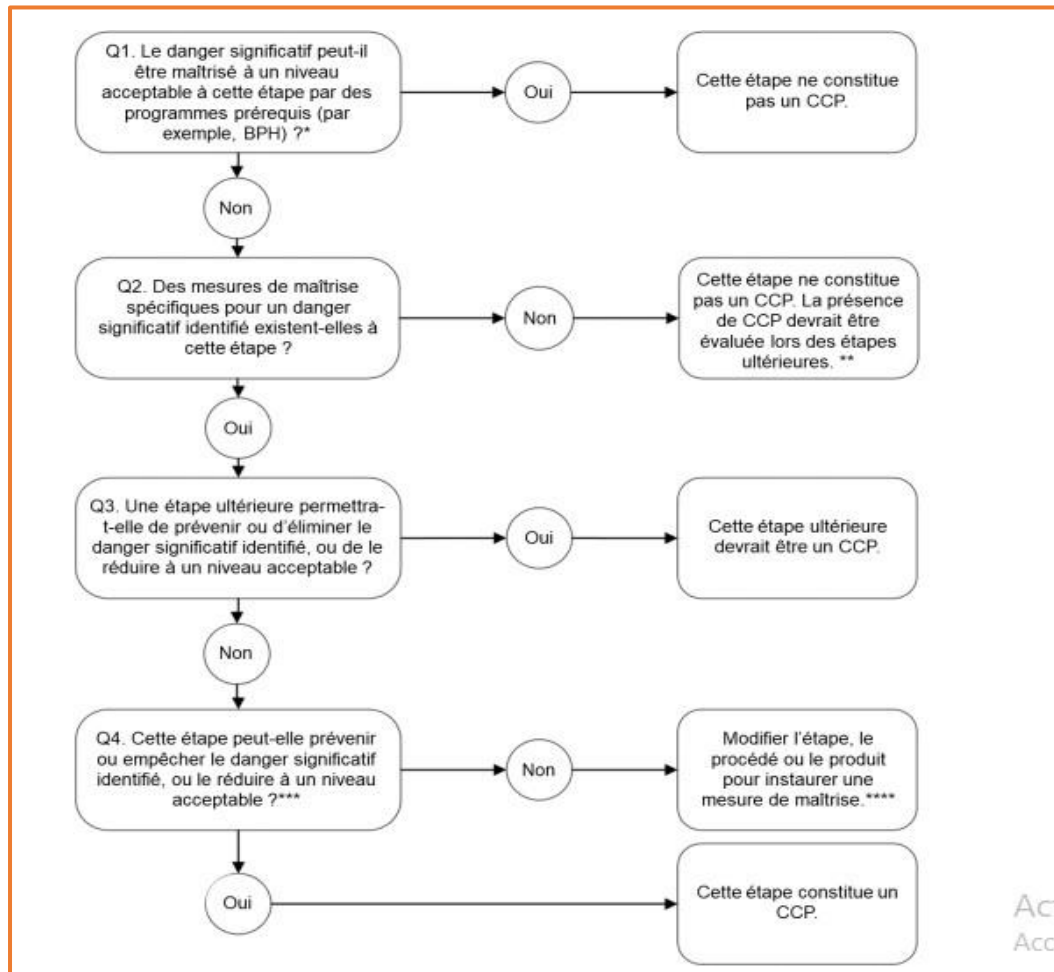 Q1. Le danger significatif peut-il
être maîtrisé à un niveau
acceptable à cette étape par des
programmes prérequis (par
exemple, BPH) ?*
Oui
Cette étape ne constitue
pas un CCP.
Non
Q2. Des mesures de maîtrise
spécifiques pour un danger
significatif identifié existent-elles à
cette étape ?
Non
Cette étape ne constitue
pas un CCP. La présence
de CCP devrait être
évaluée lors des étapes
ultérieures. **
Oui
Q3. Une étape ultérieure permettra-
t-elle de prévenir ou d'éliminer le
danger significatif identifié, ou de le
réduire à un niveau acceptable ?
Oui
Cette étape ultérieure
devrait être un CCP.
Non
Q4. Cette étape peut-elle prévenir
ou empêcher le danger significatif
identifié, ou le réduire à un niveau
acceptable ?***
Non
Modifier l'étape, le
procédé ou le produit
pour instaurer une
mesure de maîtrise.****
Oui
Cette étape constitue un
CCP.